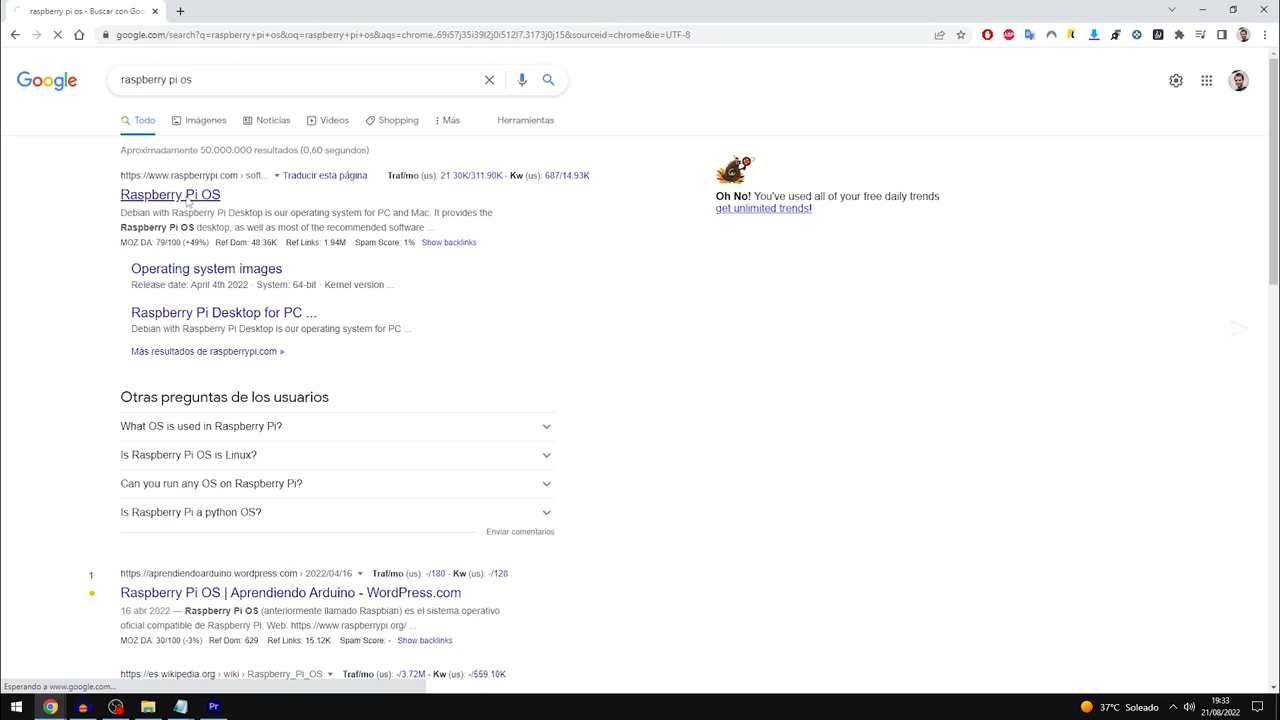 raspberry pi os - Buscar con Goo
google.com/search?q=raspberry+pi+os&oq=raspberry+pi+os&aqs=chrome..69i57j35i39l2j0i512l7.3173j0j15&sourceid=chrome&ie=UTF-8
Google
raspberry pi os
Todo Imágenes Noticias Vídeos Shopping Más Herramientas
Aproximadamente 50.000.000 resultados (0,60 segundos)
https://www.raspberrypi.com › soft... Traducir esta página Traf/mo (us): 21.30K/311.90K - Kw (us): 687/14.93K
Raspberry Pi OS
Debian with Raspberry Pi Desktop is our operating system for PC and Mac. It provides the
Raspberry Pi OS desktop, as well as most of the recommended software ...
MOZ DA: 79/100 (+49%) Ref Dom: 48.36K Ref Links: 1.94M Spam Score: 1% Show backlinks
Oh No! You've used all of your free daily trends
get unlimited trends!
Operating system images
Release date: April 4th 2022 · System: 64-bit · Kernel version ...
Raspberry Pi Desktop for PC ...
Debian with Raspberry Pi Desktop is our operating system for PC ...
Más resultados de raspberrypi.com »
Otras preguntas de los usuarios
What OS is used in Raspberry Pi?
Is Raspberry Pi OS is Linux?
Can you run any OS on Raspberry Pi?
Is Raspberry Pi a python OS?
Enviar comentarios
1
https://aprendiendoarduino.wordpress.com › 2022/04/16 Traf/mo (us): -/180 - Kw (us): -/128
Raspberry Pi OS | Aprendiendo Arduino - WordPress.com
16 abr 2022 — Raspberry Pi OS (anteriormente llamado Raspbian) es el sistema operativo
oficial compatible de Raspberry Pi. Web: https://www.raspberrypi.org/ ...
MOZ DA: 30/100 (-3%) Ref Dom: 629 Ref Links: 15.12K Spam Score: - Show backlinks
https://es.wikipedia.org › wiki › Raspberry_Pi_OS Traf/mo (us): -/3.72M - Kw (us): -/559.10K
Esperando a www.google.com...
Pr
37°C Soleado
19:33
21/08/2022